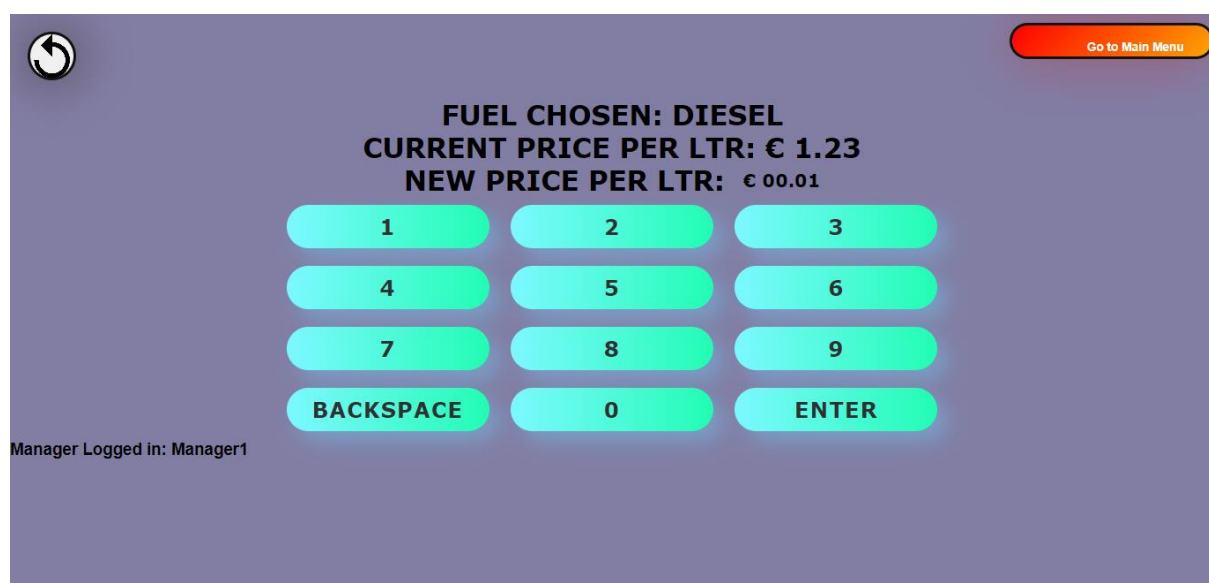 Go to Main Menu
FUEL CHOSEN: DIESEL
CURRENT PRICE PER LTR: € 1.23
NEW PRICE PER LTR: € 00.01
1 2 3
4 5 6
7 8 9
BACKSPACE 0 ENTER
Manager Logged in: Manager1